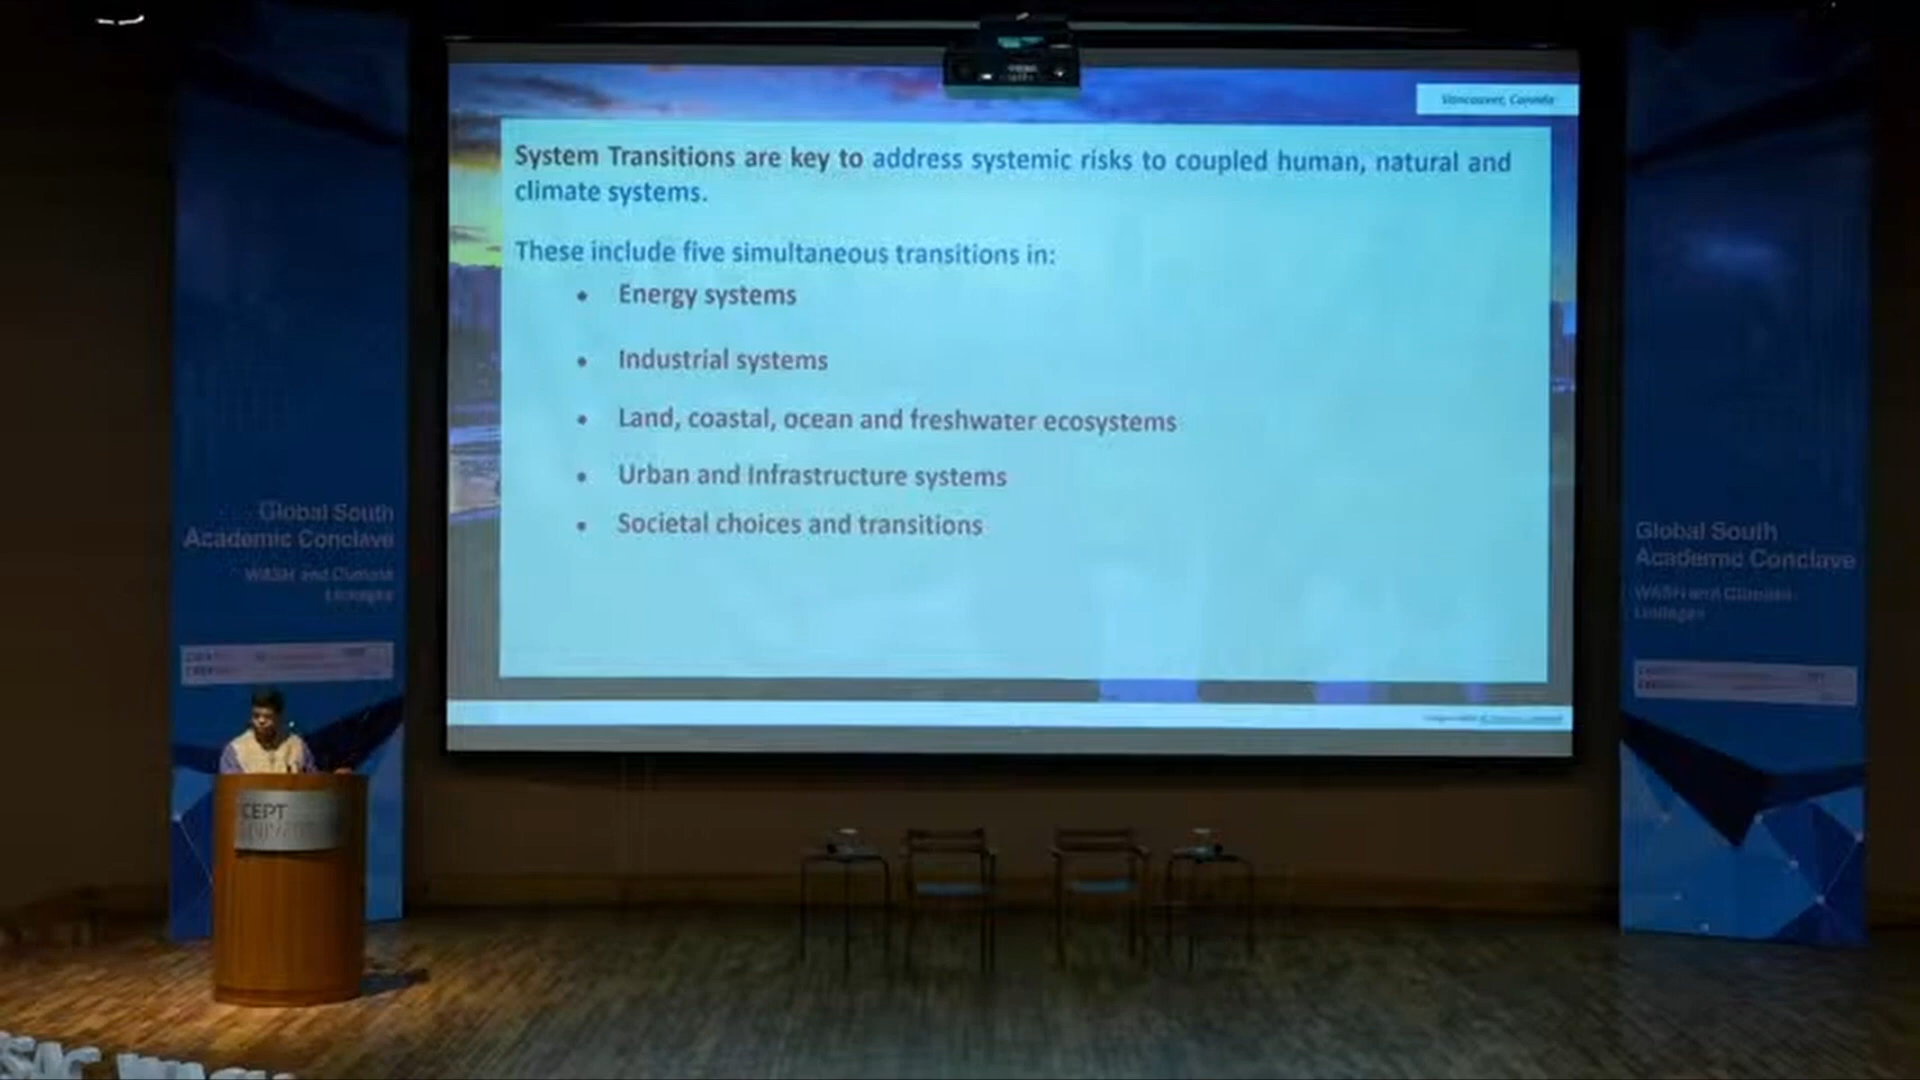 Vancouver, Canada
System Transitions are key to address systemic risks to coupled human, natural and
climate systems.
These include five simultaneous transitions in:
• Energy systems
• Industrial systems
• Land, coastal, ocean and freshwater ecosystems
• Urban and Infrastructure systems
• Societal choices and transitions
Global South
Academic Conclave
WASH and Climate
Linkages
CEPT
Global South
Academic Conclave
WASH and Climate
Linkages